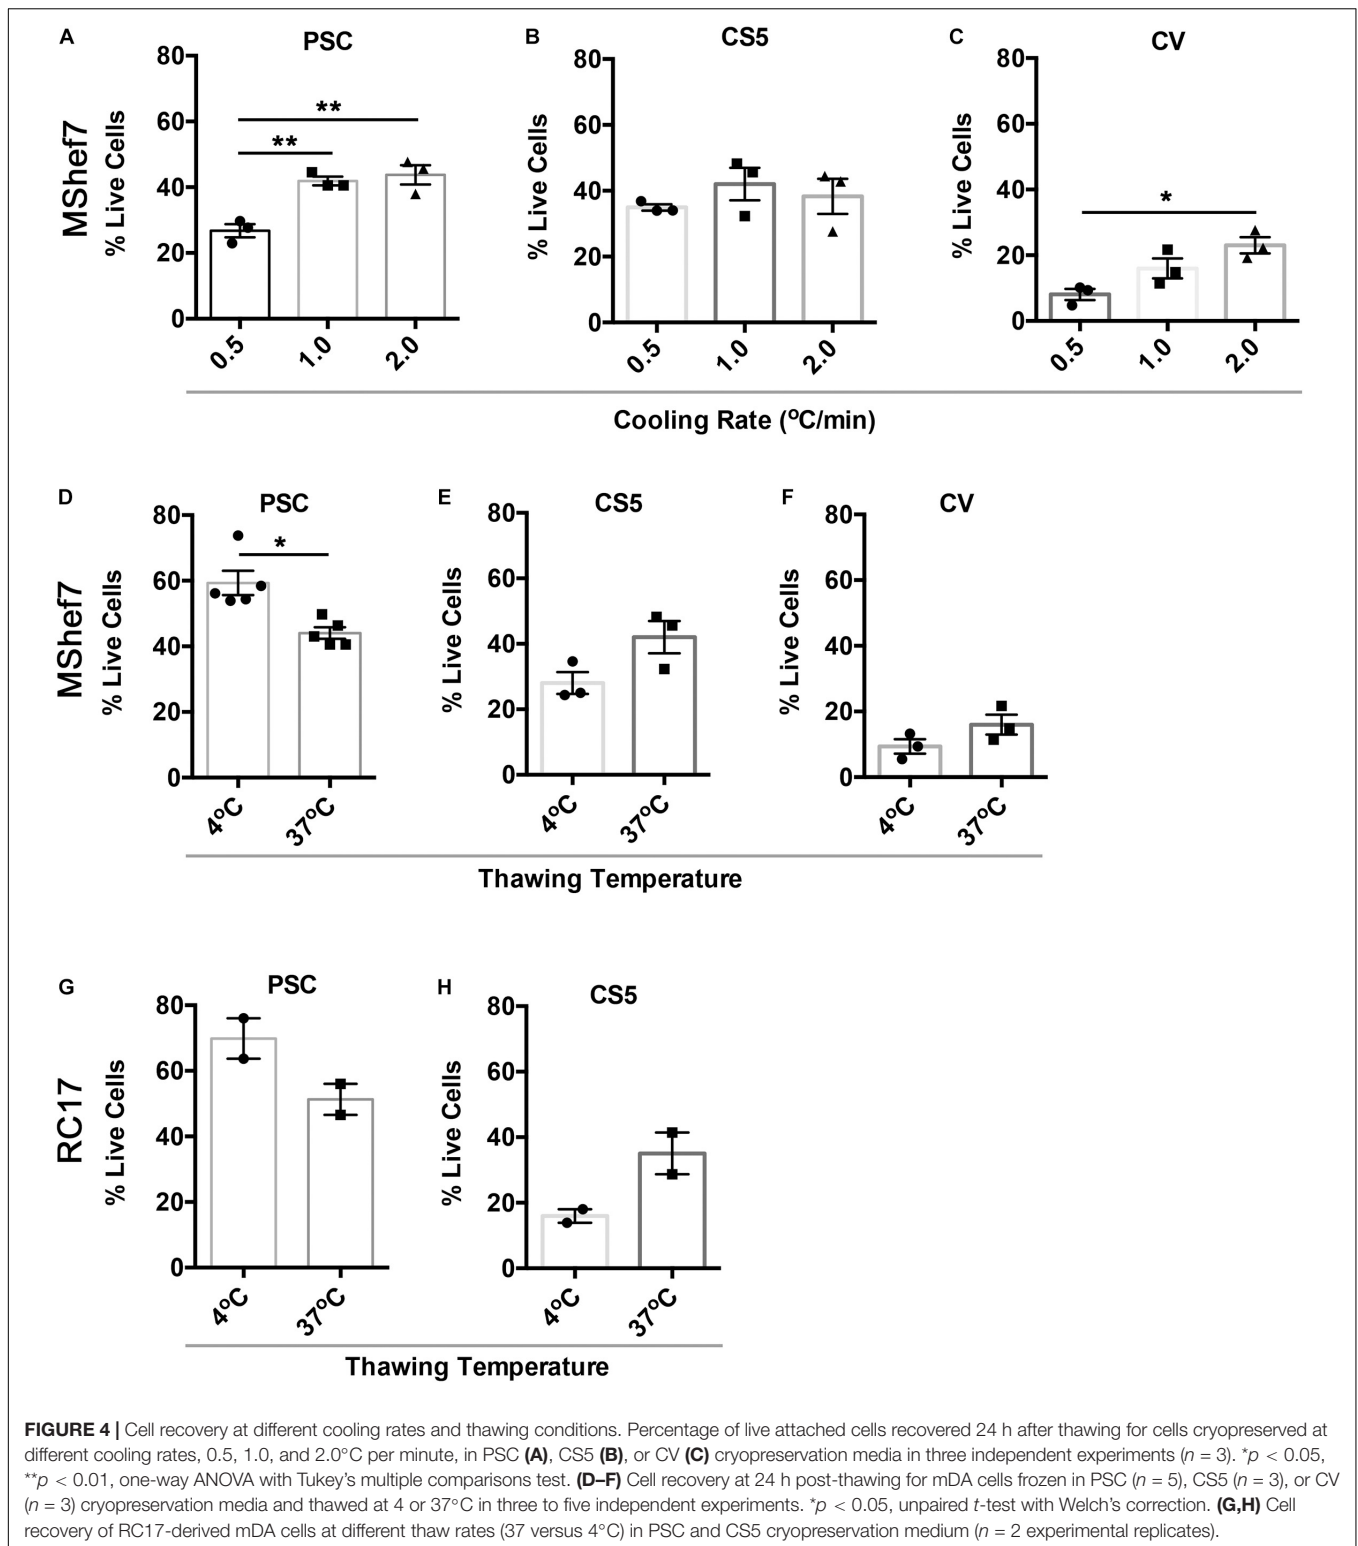 A
PSC
MShef7
% Live Cells
80
60
40
20
0
**
**
0.5
1.0
2.0
B
CS5
% Live Cells
80
60
40
20
0
0.5
1.0
2.0
C
CV
% Live Cells
80
60
40
20
0
*
0.5
1.0
2.0
Cooling Rate (ºC/min)
D
PSC
MShef7
% Live Cells
80
60
40
20
0
*
4ºC
37ºC
E
CS5
% Live Cells
80
60
40
20
0
4ºC
37ºC
F
CV
% Live Cells
80
60
40
20
0
4ºC
37ºC
Thawing Temperature
G
PSC
RC17
% Live Cells
80
60
40
20
0
4ºC
37ºC
H
CS5
% Live Cells
80
60
40
20
0
4ºC
37ºC
Thawing Temperature
FIGURE 4 | Cell recovery at different cooling rates and thawing conditions. Percentage of live attached cells recovered 24 h after thawing for cells cryopreserved at
different cooling rates, 0.5, 1.0, and 2.0°C per minute, in PSC (A), CS5 (B), or CV (C) cryopreservation media in three independent experiments (n = 3). *p < 0.05,
**p < 0.01, one-way ANOVA with Tukey's multiple comparisons test. (D–F) Cell recovery at 24 h post-thawing for mDA cells frozen in PSC (n = 5), CS5 (n = 3), or CV
(n = 3) cryopreservation media and thawed at 4 or 37°C in three to five independent experiments. *p < 0.05, unpaired t-test with Welch's correction. (G,H) Cell
recovery of RC17-derived mDA cells at different thaw rates (37 versus 4°C) in PSC and CS5 cryopreservation medium (n = 2 experimental replicates).